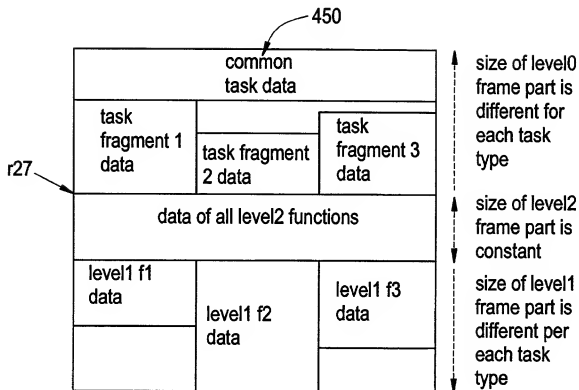 450
common
task data
size of level0
frame part is
different for
each task
type
task
fragment 1
data
task fragment
2 data
task
fragment 3
data
r27
data of all level2 functions
size of level2
frame part is
constant
level1 f1
data
level1 f2
data
level1 f3
data
size of level1
frame part is
different per
each task
type